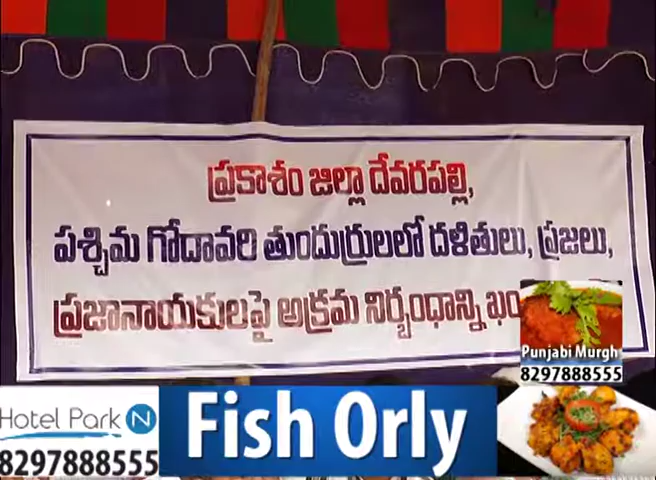 ప్రకాశం జిల్లా దేవరపల్లి,
పశ్చిమ గోదావరి తుందుర్రులలో దళితులు, ప్రజలు,
ప్రజానాయకులపై అక్రమ నిర్బంధాన్ని
Punjabi Murgh
8297888555
Hotel Park N
8297888555
Fish Orly